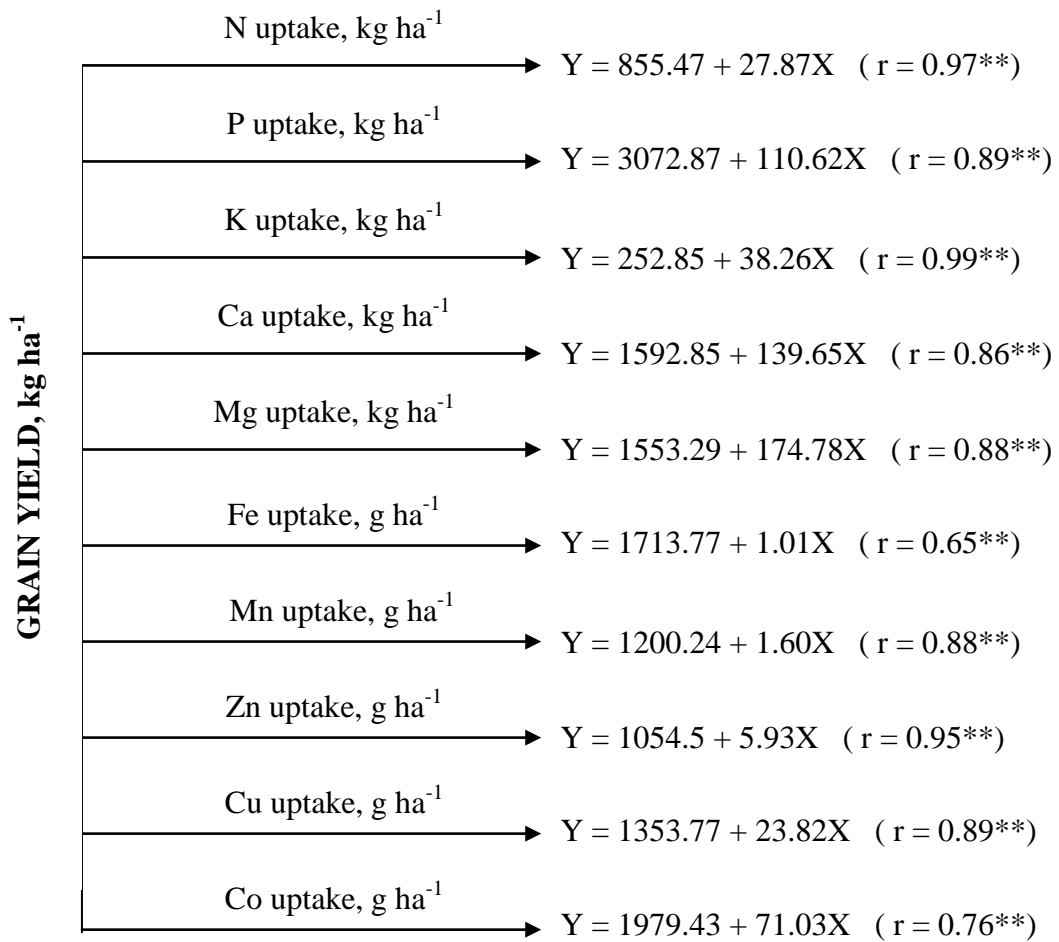 GRAIN YIELD, kg ha⁻¹
N uptake, kg ha⁻¹
Y = 855.47 + 27.87X ( r = 0.97**)
P uptake, kg ha⁻¹
Y = 3072.87 + 110.62X ( r = 0.89**)
K uptake, kg ha⁻¹
Y = 252.85 + 38.26X ( r = 0.99**)
Ca uptake, kg ha⁻¹
Y = 1592.85 + 139.65X ( r = 0.86**)
Mg uptake, kg ha⁻¹
Y = 1553.29 + 174.78X ( r = 0.88**)
Fe uptake, g ha⁻¹
Y = 1713.77 + 1.01X ( r = 0.65**)
Mn uptake, g ha⁻¹
Y = 1200.24 + 1.60X ( r = 0.88**)
Zn uptake, g ha⁻¹
Y = 1054.5 + 5.93X ( r = 0.95**)
Cu uptake, g ha⁻¹
Y = 1353.77 + 23.82X ( r = 0.89**)
Co uptake, g ha⁻¹
Y = 1979.43 + 71.03X ( r = 0.76**)